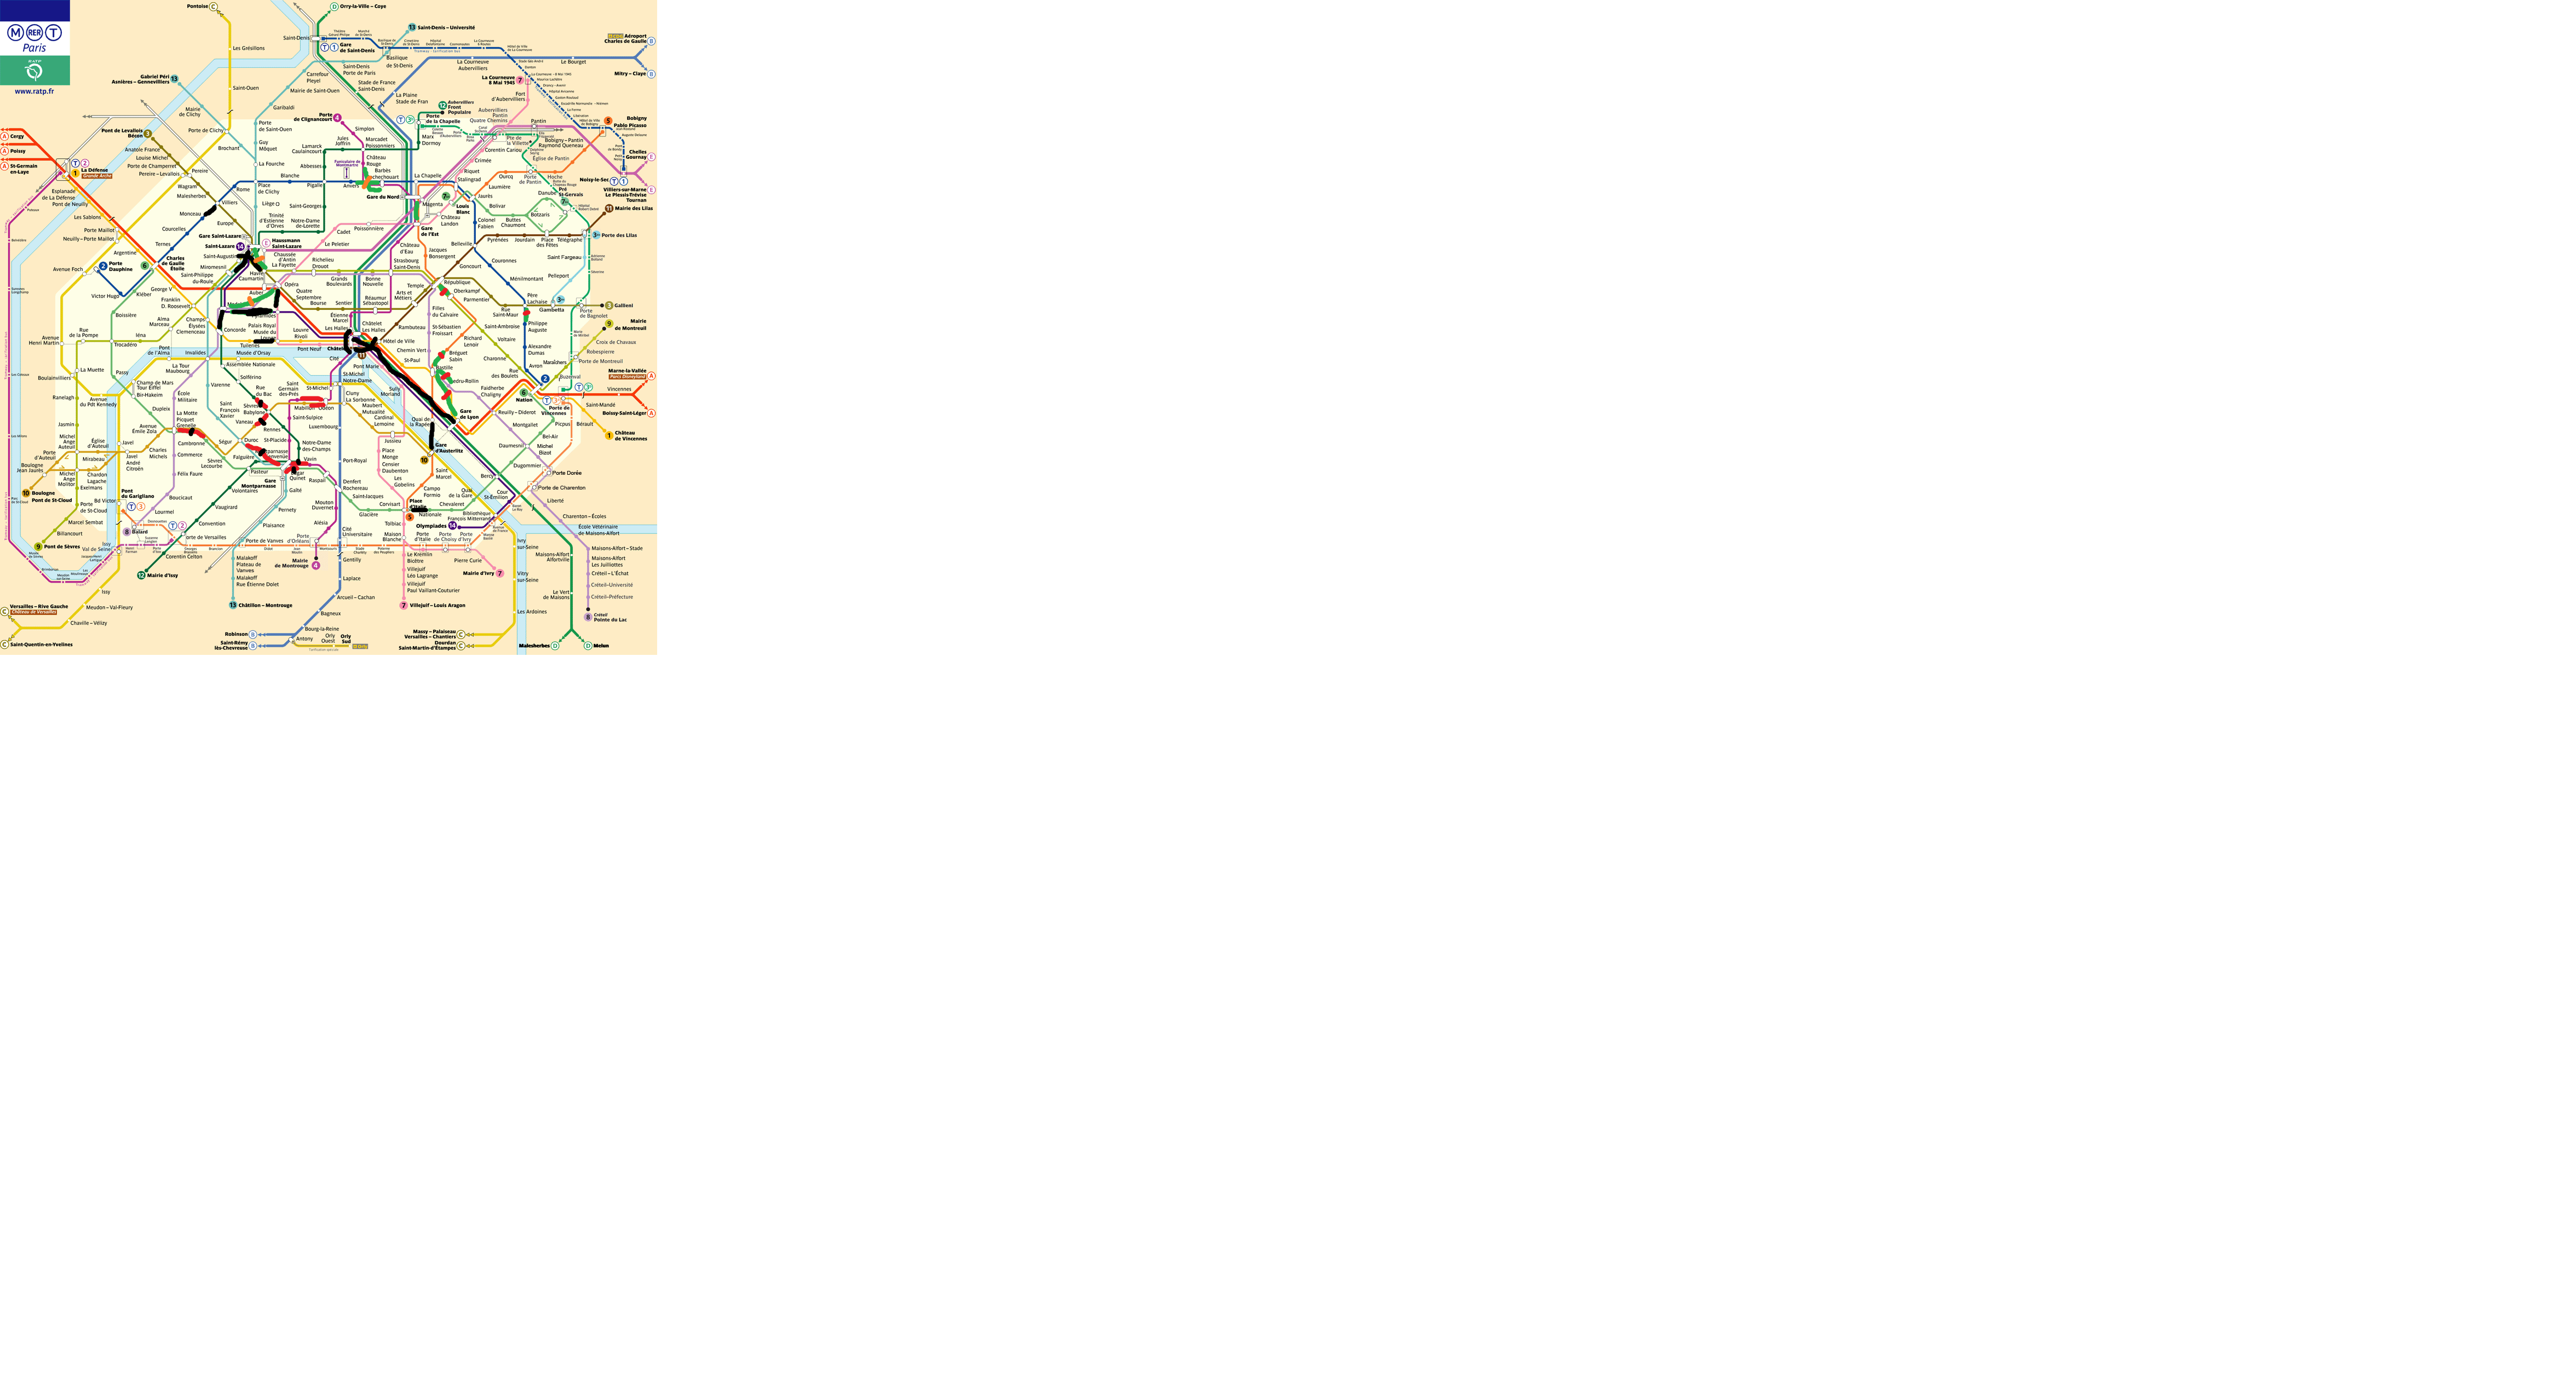 M RER T
Paris
RATP
www.ratp.fr
Pontoise C
D Orry-la-Ville – Coye
13 Saint-Denis – Université
Saint-Denis
T 1 Gare
de Saint-Denis
Les Grésillons
Basilique
de St-Denis
La Courneuve
Aubervilliers
Le Bourget
Aéroport
Charles de Gaulle B
Mitry – Claye B
Gabriel Péri
Asnières – Gennevilliers 13
Saint-Denis
Porte de Paris
Carrefour
Pleyel
Stade de France
Saint-Denis
La Courneuve
8 Mai 1945 7
Saint-Ouen
Mairie de Saint-Ouen
La Plaine
Stade de Fran
Fort
d'Aubervilliers
Garibaldi
12 Aubervilliers
Front
Populaire
Mairie
de Clichy
Aubervilliers
Pantin
Quatre Chemins
Porte
de Clignancourt 4
Porte
de la Chapelle
Pantin
5 Bobigny
Pablo Picasso
Porte de Clichy
Porte
de Saint-Ouen
Simplon
Pont de Levallois
Bécon 3
A Cergy
A Poissy
A St-Germain
en-Laye
T 2
1 La Défense
Grande Arche
Anatole France
Louise Michel
Porte de Champerret
Pereire – Levallois
Brochant
Guy
Môquet
Lamarck
Caulaincourt
Jules
Joffrin
Marcadet
Poissonniers
Marx
Dormoy
Pte de
la Villette
Corentin Cariou
Bobigny – Pantin
Raymond Queneau
Église de Pantin
Chelles
Gournay E
La Fourche
Abbesses
Funiculaire de
Montmartre
Château
Rouge
Crimée
Pereire
Wagram
Malesherbes
Rome
Place
de Clichy
Blanche
Pigalle
Anvers
Barbès
La Chapelle
Riquet
Stalingrad
Laumière
Ourcq
Porte
de Pantin
Hoche
Noisy-le-Sec T 1
Villiers-sur-Marne
Le Plessis-Trévise
Tournan E
Esplanade
de La Défense
Pont de Neuilly
Les Sablons
Porte Maillot
Neuilly – Porte Maillot
Monceau
Villiers
Liège
Saint-Georges
Gare du Nord
Magenta
Louis
Blanc
Jaurès
Bolivar
Danube
Pré
St-Gervais
Botzaris
Buttes
Chaumont
11 Mairie des Lilas
Courcelles
Europe
Trinité
d'Estienne
d'Orves
Notre-Dame
de-Lorette
Cadet
Poissonnière
Château
Landon
Gare
de l'Est
Colonel
Fabien
Ternes
Gare Saint-Lazare
Saint-Lazare 14
E Haussmann
Saint-Lazare
Le Peletier
Château
d'Eau
Belleville
Pyrénées
Jourdain
Place
des Fêtes
Télégraphe
Porte des Lilas
Argentine
Charles
de Gaulle
Étoile
Saint-Augustin
Chaussée
d'Antin
La Fayette
Jacques
Bonsergent
Saint Fargeau
Avenue Foch
2 Porte
Dauphine
6
Miromesnil
Saint-Philippe
du-Roule
Havre
Caumartin
Richelieu
Drouot
Strasbourg
Saint-Denis
Goncourt
Couronnes
Pelleport
Victor Hugo
Kléber
George V
Auber
Opéra
Quatre
Septembre
Grands
Boulevards
Bonne
Nouvelle
Temple
République
Oberkampf
Ménilmontant
Franklin
D. Roosevelt
Bourse
Sentier
Réaumur
Sébastopol
Arts et
Métiers
Parmentier
Père
Lachaise
Gambetta
3 Gallieni
Porte
de Bagnolet
Boissière
Alma
Marceau
Champs
Élysées
Clemenceau
Concorde
Palais Royal
Musée du
Louvre
Rivoli
Étienne
Marcel
Les Halles
Châtelet
Les Halles
Filles
du Calvaire
Rambuteau
Rue
Saint-Maur
Philippe
Auguste
9 Mairie
de Montreuil
Avenue
Henri Martin
Rue
de la Pompe
Iéna
Trocadéro
Pont
de l'Alma
Invalides
Tuileries
Musée d'Orsay
Assemblée Nationale
Pont Neuf
Hôtel de Ville
Cité
11
St-Sébastien
Froissart
Chemin Vert
Saint-Ambroise
Richard
Lenoir
Voltaire
Alexandre
Dumas
Croix de Chavaux
Robespierre
Porte de Montreuil
Maraîchers
Boulainvilliers
La Muette
Passy
La Tour
Maubourg
Solférino
St-Michel
Notre-Dame
Pont Marie
St-Paul
Bréguet
Sabin
Charonne
Avron
Marne-la-Vallée A
Ranelagh
Avenue
du Pdt Kennedy
Champ de Mars
Tour Eiffel
Bir-Hakeim
École
Militaire
Varenne
Rue
du Bac
Saint
Germain
des-Prés
St-Michel
Cluny
La Sorbonne
Sully
Morland
Rue
des Boulets
Nation
Vincennes
Jasmin
Dupleix
La Motte
Picquet
Grenelle
Saint
François
Xavier
Mabillon
Odéon
Maubert
Mutualité
Faidherbe
Chaligny
Porte de
Vincennes
Saint-Mandé
Boissy-Saint-Léger A
Michel
Ange
Auteuil
Église
d'Auteuil
Javel
Avenue
Émile Zola
Vaneau
Rennes
Saint-Sulpice
Luxembourg
Cardinal
Lemoine
Quai de
la Rapée
Gare
de Lyon
Reuilly – Diderot
Picpus
Bérault
1 Château
de Vincennes
Porte
d'Auteuil
Boulogne
Jean Jaurès
Mirabeau
Javel
André
Citroën
Charles
Michels
Cambronne
Ségur
Duroc
St-Placide
Notre-Dame
des-Champs
Jussieu
Gare
d'Austerlitz
Montgallet
Bel-Air
Daumesnil
Michel
Bizot
10 Boulogne
Pont de St-Cloud
Michel
Ange
Molitor
Chardon
Lagache
Exelmans
Commerce
Sèvres
Lecourbe
Falguière
Vavin
Port-Royal
Place
Monge
10
Dugommier
Porte Dorée
Pont
du Garigliano
Félix Faure
Pasteur
Gare
Montparnasse
Raspail
Denfert
Rochereau
Censier
Daubenton
Saint
Marcel
Bercy
Porte de Charenton
Porte
de St-Cloud
Bd Victor
Boucicaut
Volontaires
Gaîté
Saint-Jacques
Les
Gobelins
Campo
Formio
Quai
de la Gare
Cour
St-Émilion
Liberté
Marcel Sembat
Lourmel
Vaugirard
Pernety
Mouton
Duvernet
Glacière
Corvisart
Place
Nationale
Chevaleret
Bibliothèque
François Mitterrand
Charenton – Écoles
Billancourt
8 Balard
Convention
Plaisance
Alésia
Tolbiac
Olympiades 14
École Vétérinaire
de Maisons-Alfort
9 Pont de Sèvres
Issy
Val de Seine
Porte de Versailles
Porte de Vanves
Porte
d'Orléans
Cité
Universitaire
Maison
Blanche
Porte
d'Italie
Porte
de Choisy
Porte
d'Ivry
Ivry
sur-Seine
Maisons-Alfort – Stade
Corentin Celton
Malakoff
Plateau de
Vanves
Mairie
de Montrouge 4
Gentilly
Le Kremlin
Bicêtre
Pierre Curie
Maisons-Alfort
Alfortville
Maisons-Alfort
Les Juilliottes
12 Mairie d'Issy
Malakoff
Rue Étienne Dolet
Laplace
Villejuif
Léo Lagrange
Mairie d'Ivry 7
Vitry
sur-Seine
Créteil – L'Échat
Issy
Villejuif
Paul Vaillant-Couturier
Le Vert
de Maisons
Créteil–Université
Créteil–Préfecture
Versailles – Rive Gauche
Château de Versailles
Meudon – Val-Fleury
13 Châtillon – Montrouge
Arcueil – Cachan
7 Villejuif – Louis Aragon
Les Ardoines
8 Créteil
Pointe du Lac
Chaville – Vélizy
Bagneux
Bourg-la-Reine
C Saint-Quentin-en-Yvelines
Robinson B
Saint-Rémy
lès-Chevreuse B
Antony
Orly
Ouest
Orly
Sud
Massy – Palaiseau
Versailles – Chantiers C
Dourdan
Saint-Martin d'Étampes C
Malesherbes D
D Melun